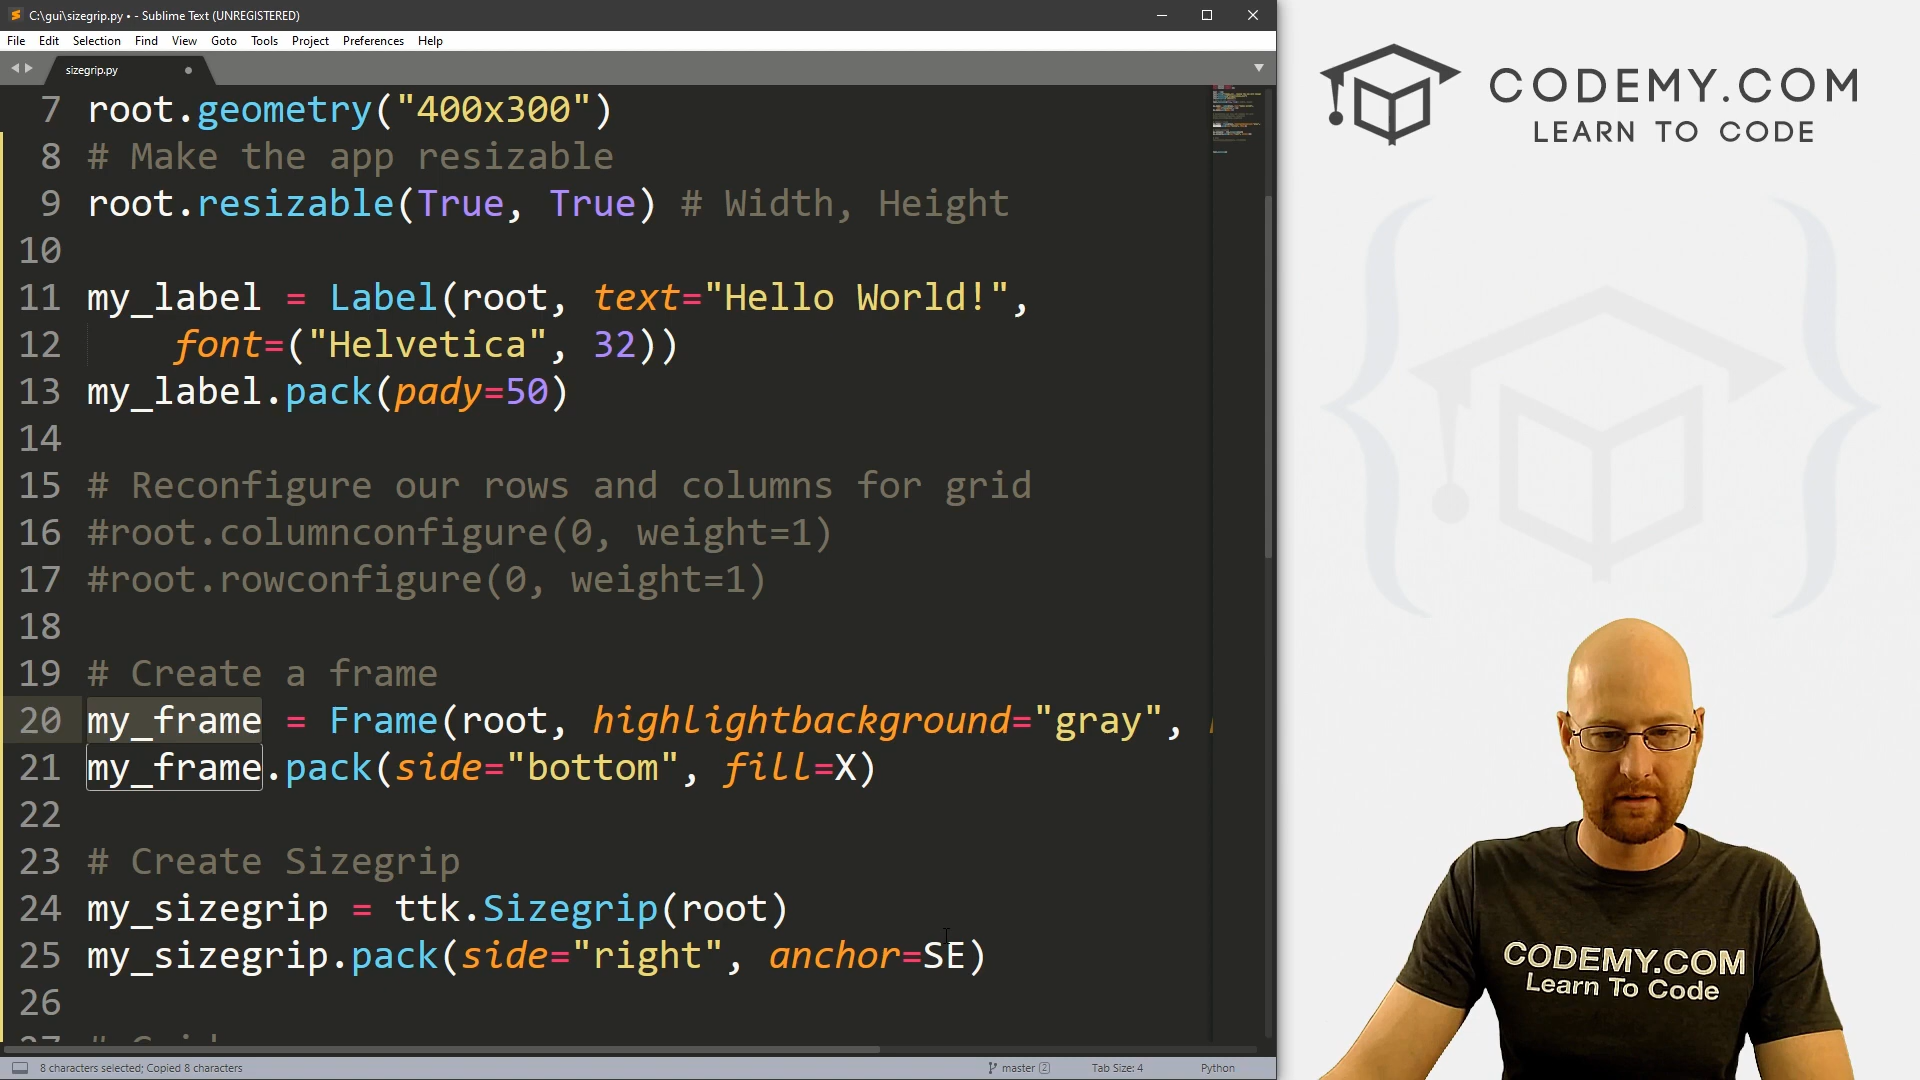 C:\gui\sizegrip.py • - Sublime Text (UNREGISTERED)
File Edit Selection Find View Goto Tools Project Preferences Help
sizegrip.py
7 root.geometry("400x300")
8 # Make the app resizable
9 root.resizable(True, True) # Width, Height
10
11 my_label = Label(root, text="Hello World!",
12 font=("Helvetica", 32))
13 my_label.pack(pady=50)
14
15 # Reconfigure our rows and columns for grid
16 #root.columnconfigure(0, weight=1)
17 #root.rowconfigure(0, weight=1)
18
19 # Create a frame
20 my_frame = Frame(root, highlightbackground="gray",
21 my_frame.pack(side="bottom", fill=X)
22
23 # Create Sizegrip
24 my_sizegrip = ttk.Sizegrip(root)
25 my_sizegrip.pack(side="right", anchor=SE)
26
8 characters selected; Copied 8 characters
master 2
Tab Size: 4
Python
CODEMY.COM
LEARN TO CODE
CODEMY.COM
Learn To Code